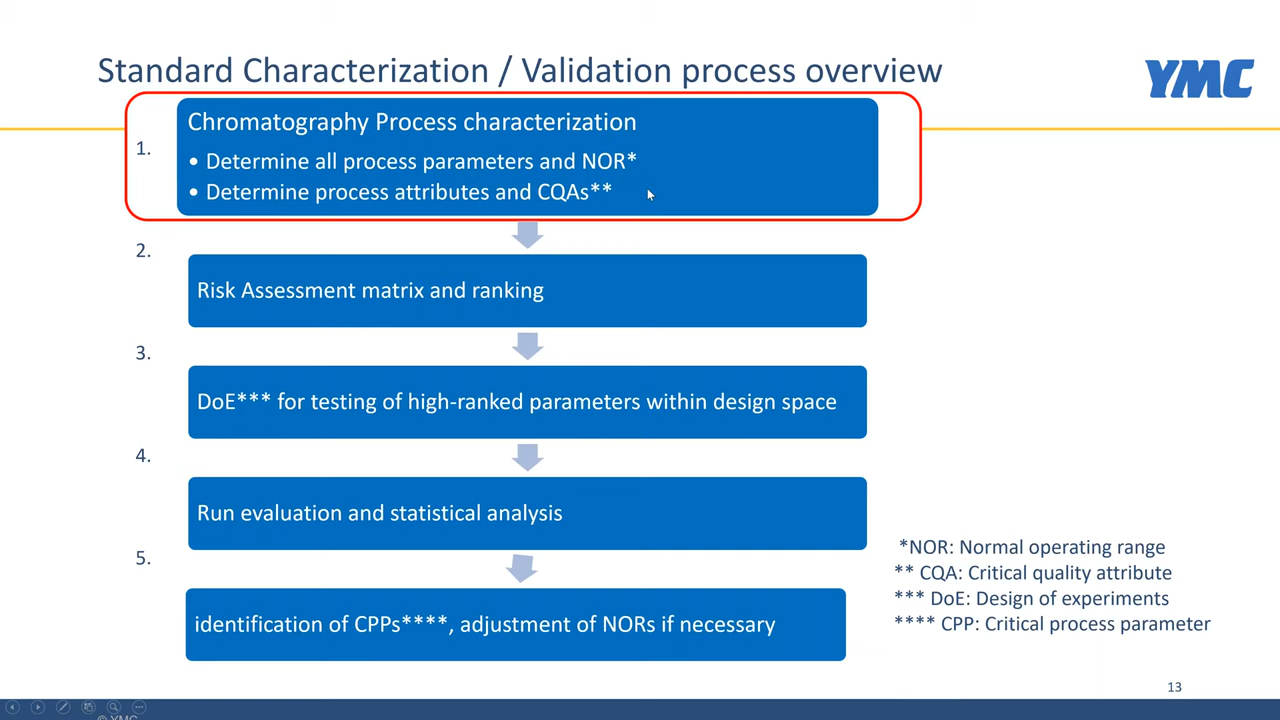 Standard Characterization / Validation process overview
YMC
1.
Chromatography Process characterization
• Determine all process parameters and NOR*
• Determine process attributes and CQAs**
2.
Risk Assessment matrix and ranking
3.
DoE*** for testing of high-ranked parameters within design space
4.
Run evaluation and statistical analysis
5.
identification of CPPs****, adjustment of NORs if necessary
*NOR: Normal operating range
** CQA: Critical quality attribute
*** DoE: Design of experiments
**** CPP: Critical process parameter
13
© YMC